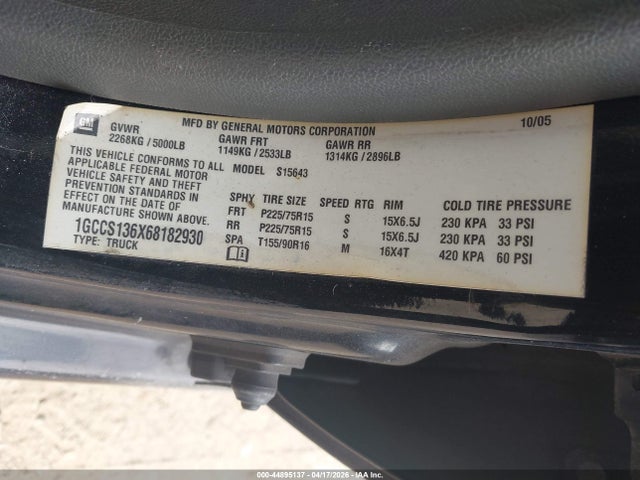 GM
MFD BY GENERAL MOTORS CORPORATION 10/05
GVWR GAWR FRT GAWR RR
2268KG / 5000LB 1149KG / 2533LB 1314KG / 2896LB
THIS VEHICLE CONFORMS TO ALL MODEL S15643
APPLICABLE FEDERAL MOTOR
VEHICLE SAFETY AND THEFT
PREVENTION STANDARDS IN
EFFECT ON THE DATE OF
MANUFACTURE SHOWN ABOVE.
SPHY TIRE SIZE SPEED RTG RIM COLD TIRE PRESSURE
FRT P225/75R15 S 15X6.5J 230 KPA 33 PSI
RR P225/75R15 S 15X6.5J 230 KPA 33 PSI
SPA T155/90R16 M 16X4T 420 KPA 60 PSI
1GCCS136X68182930
TYPE: TRUCK
000-44895137 - 04/17/2026 - IAA Inc.